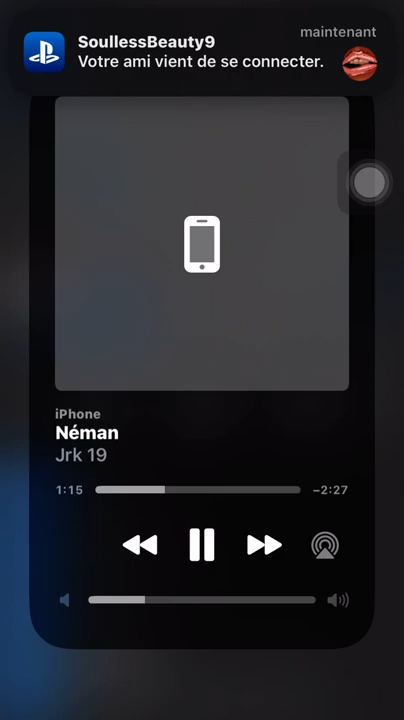 maintenant
SoullessBeauty9
Votre ami vient de se connecter.
iPhone
Néman
Jrk 19
1:15
−2:27